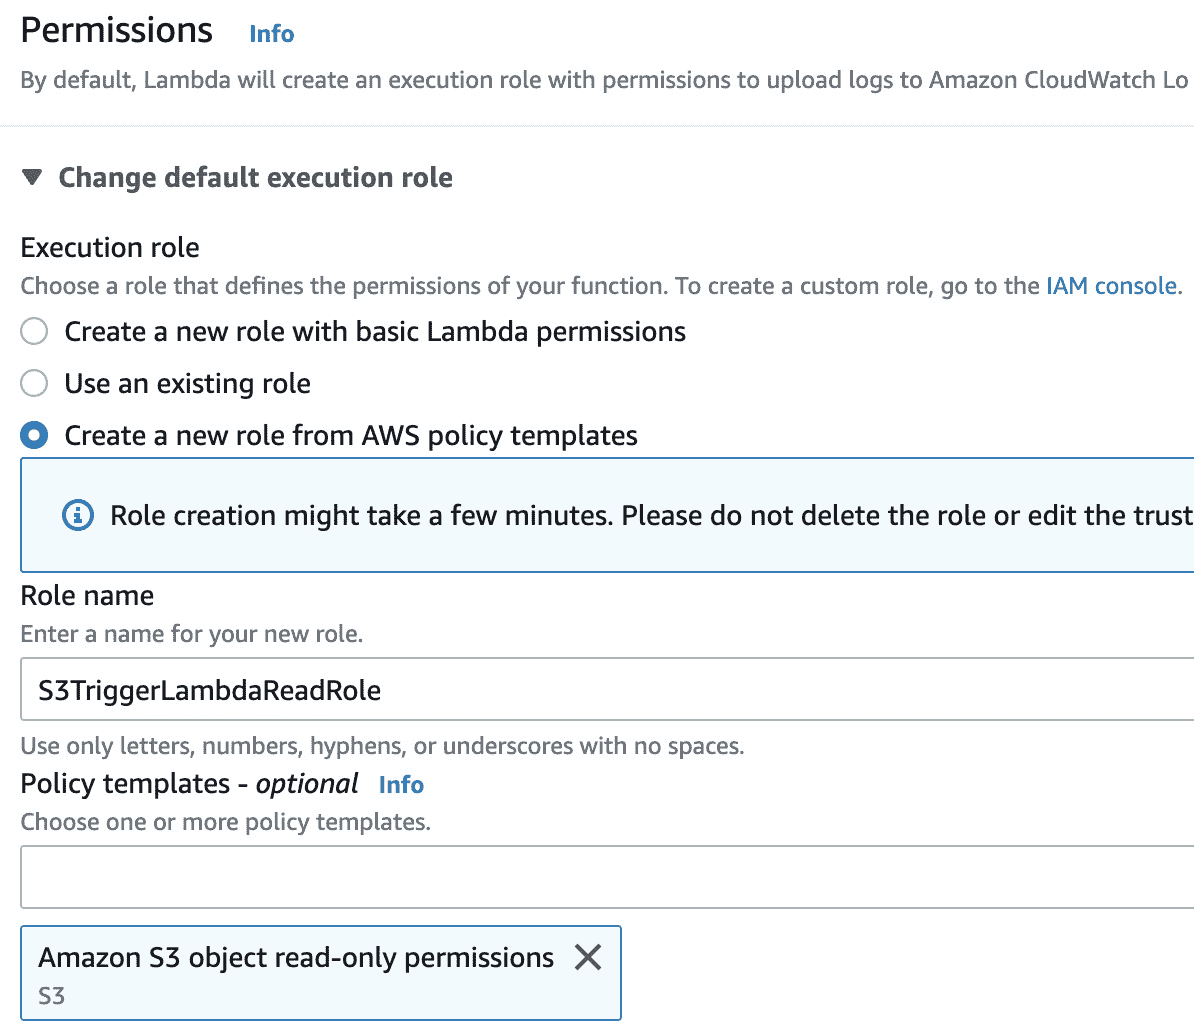 Permissions Info
By default, Lambda will create an execution role with permissions to upload logs to Amazon CloudWatch Lo
Change default execution role
Execution role
Choose a role that defines the permissions of your function. To create a custom role, go to the IAM console.
Create a new role with basic Lambda permissions
Use an existing role
Create a new role from AWS policy templates
Role creation might take a few minutes. Please do not delete the role or edit the trust
Role name
Enter a name for your new role.
S3TriggerLambdaReadRole
Use only letters, numbers, hyphens, or underscores with no spaces.
Policy templates - optional Info
Choose one or more policy templates.
Amazon S3 object read-only permissions
S3